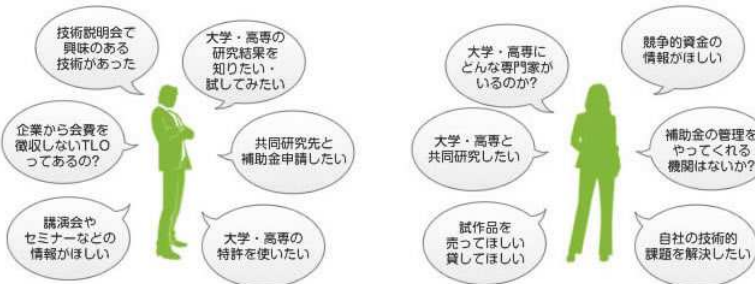 技術説明会で
興味のある
技術があった
大学・高専の
研究結果を
知りたい・
試してみたい
企業から会費を
徴収しないTLO
ってあるの?
共同研究先と
補助金申請したい
講演会や
セミナーなどの
情報がほしい
大学・高専の
特許を使いたい
大学・高専に
どんな専門家が
いるのか?
競争的資金の
情報がほしい
大学・高専と
共同研究したい
補助金の管理を
やってくれる
機関はないか?
試作品を
売ってほしい
貸してほしい
自社の技術的
課題を解決したい